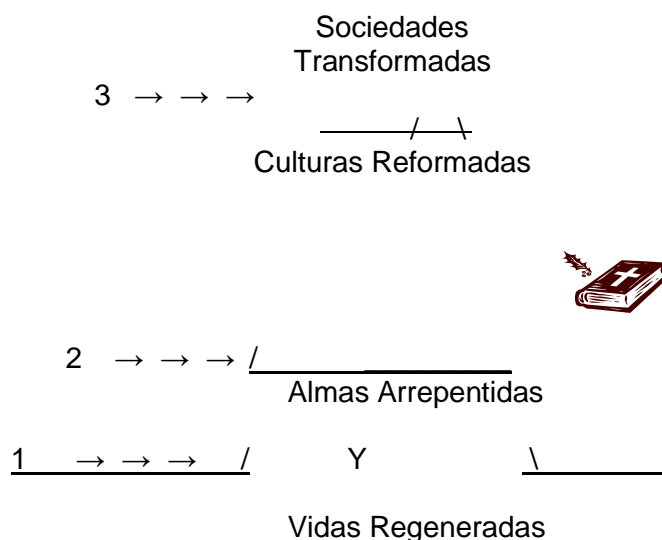 Sociedades
Transformadas
3 → → →
/ \
Culturas Reformadas
2 → → → /
Almas Arrepentidas
1 → → → / Y \
Vidas Regeneradas